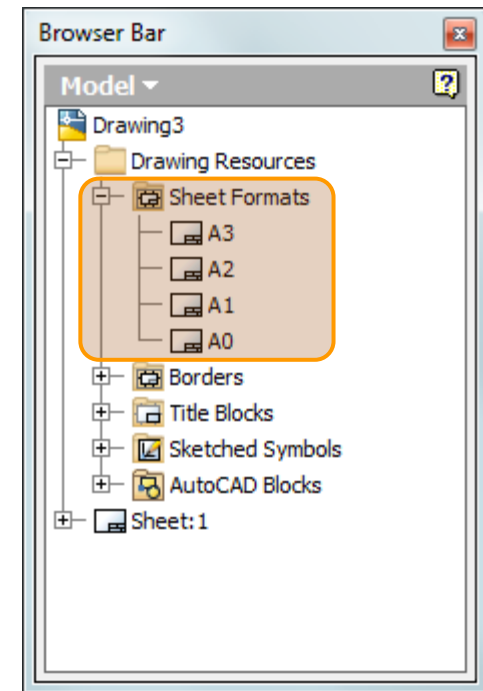 Browser Bar
Model
Drawing3
Drawing Resources
Sheet Formats
A3
A2
A1
A0
Borders
Title Blocks
Sketched Symbols
AutoCAD Blocks
Sheet:1